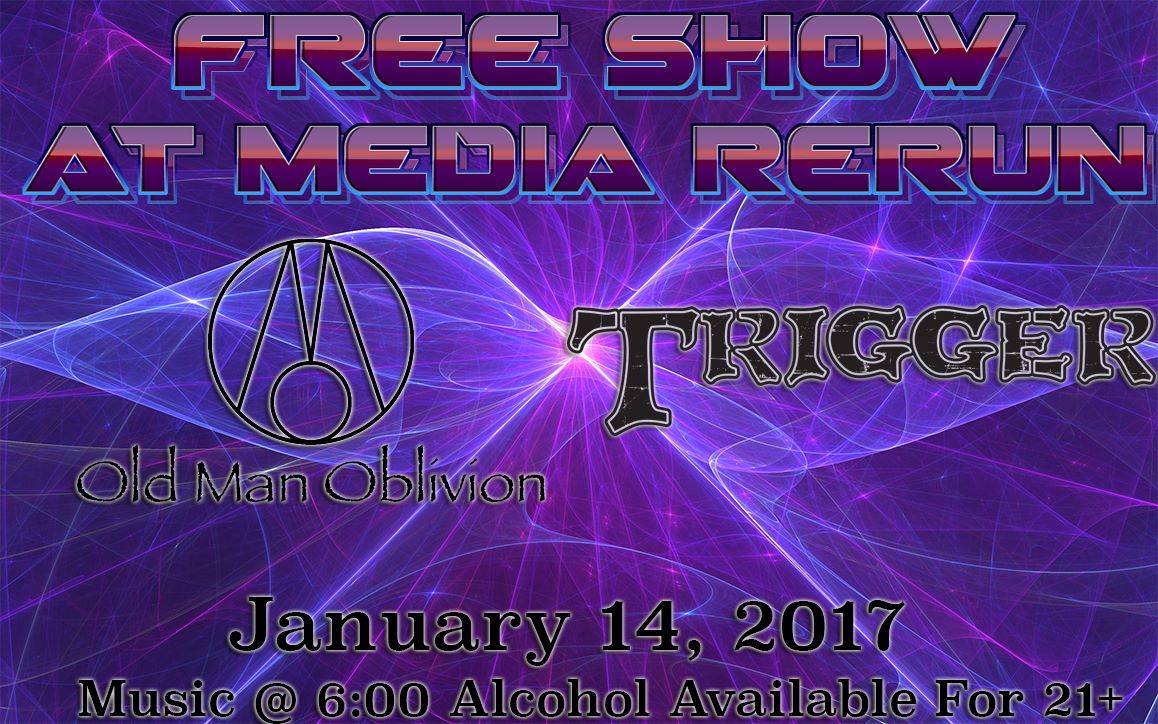 FREE SHOW
AT MEDIA RERUN
TRIGGER
Old Man Oblivion
January 14, 2017
Music @ 6:00 Alcohol Available For 21+